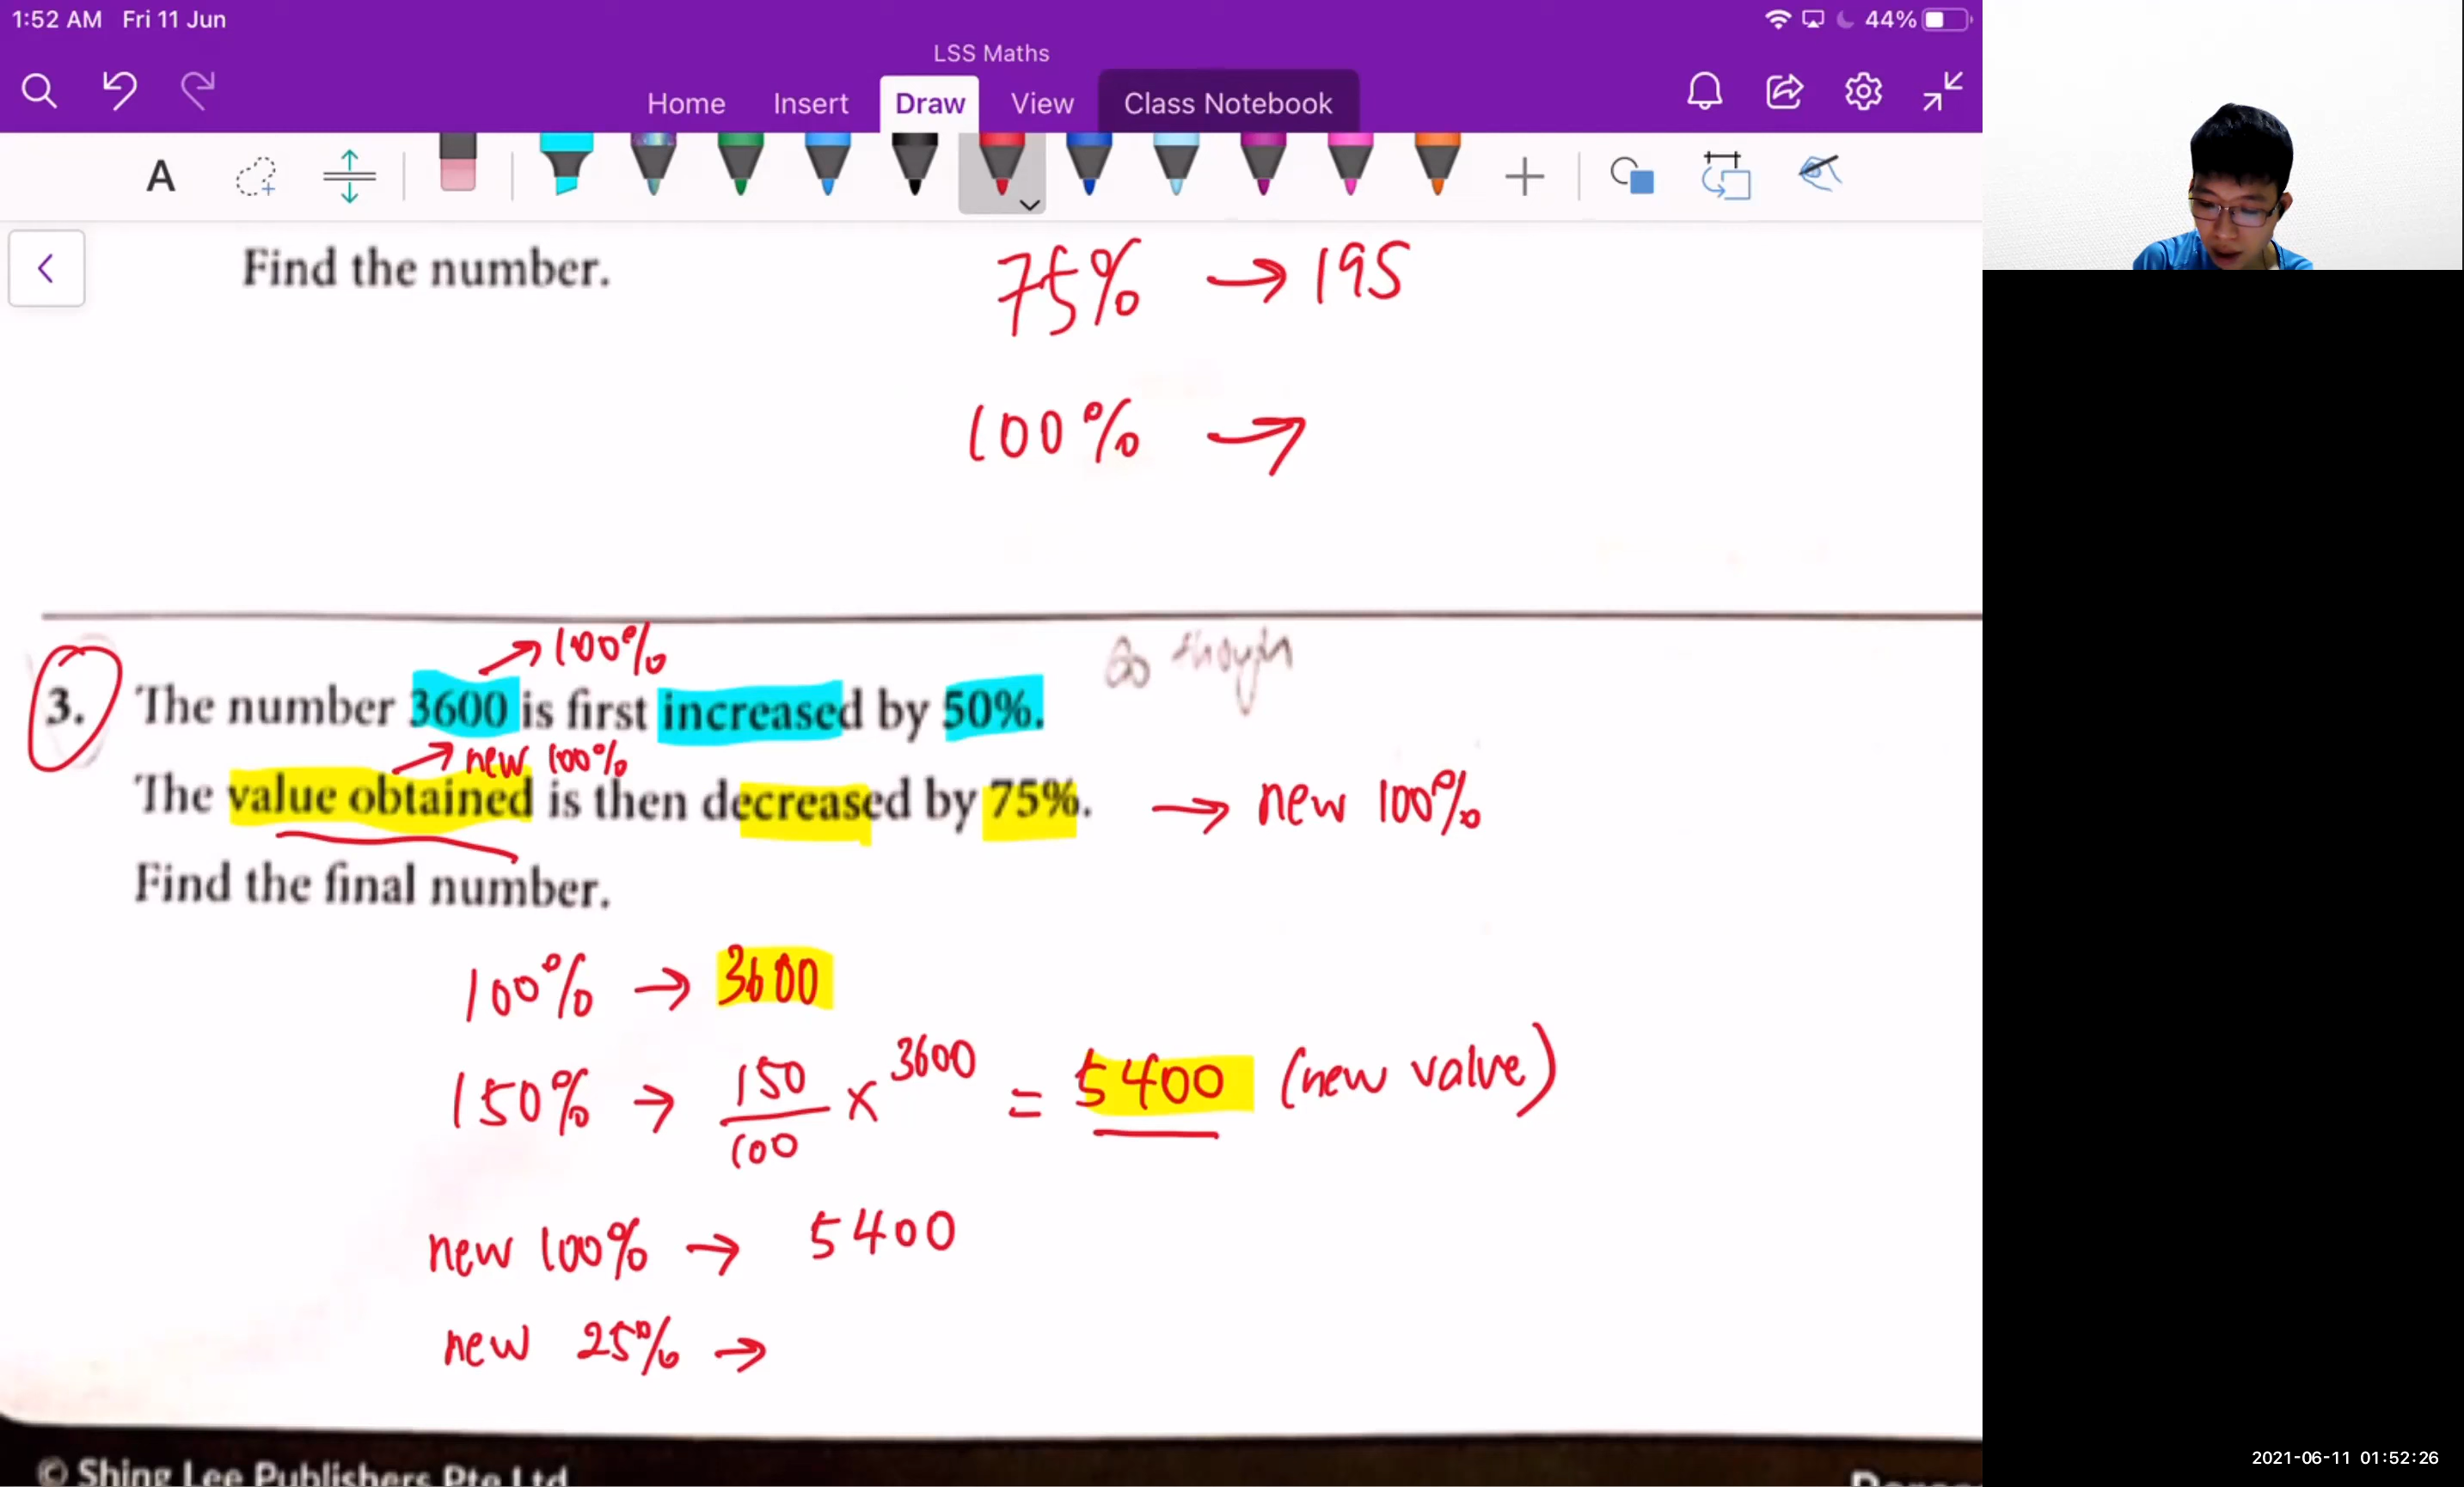 1:52 AM Fri 11 Jun
44%
LSS Maths
Home Insert Draw View Class Notebook
A
Find the number.
75% → 195
100% →
→ 100%
3. The number 3600 is first increased by 50%.
→ new 100%
The value obtained is then decreased by 75%. → new 100%
Find the final number.
100% → 3600
150% → 150/100 × 3600 = 5400 (new value)
new 100% → 5400
new 25% →
© Shing Lee Publishers Pte Ltd
2021-06-11 01:52:26